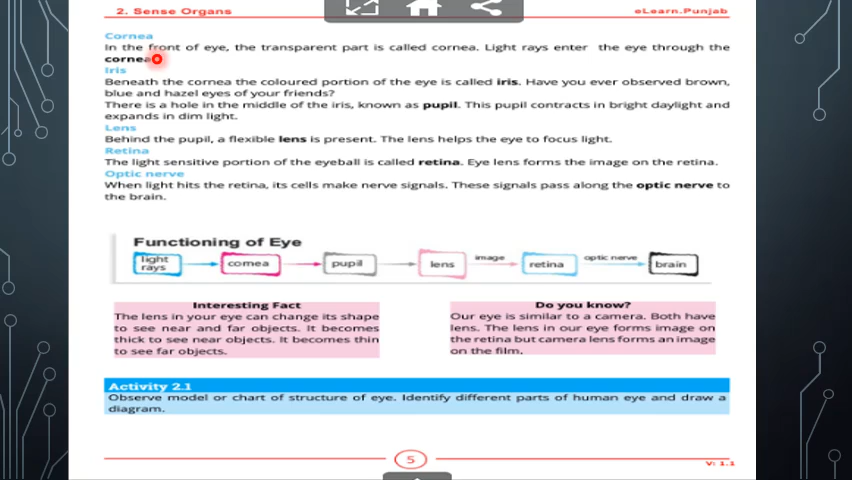 2. Sense Organs
eLearn.Punjab
Cornea
In the front of eye, the transparent part is called cornea. Light rays enter the eye through the
cornea
Iris
Beneath the cornea the coloured portion of the eye is called iris. Have you ever observed brown,
blue and hazel eyes of your friends?
There is a hole in the middle of the iris, known as pupil. This pupil contracts in bright daylight and
expands in dim light.
Lens
Behind the pupil, a flexible lens is present. The lens helps the eye to focus light.
Retina
The light sensitive portion of the eyeball is called retina. Eye lens forms the image on the retina.
Optic nerve
When light hits the retina, its cells make nerve signals. These signals pass along the optic nerve to
the brain.
Functioning of Eye
light
rays
cornea
pupil
lens
image
retina
optic nerve
brain
Interesting Fact
The lens in your eye can change its shape
to see near and far objects. It becomes
thick to see near objects. It becomes thin
to see far objects.
Do you know?
Our eye is similar to a camera. Both have
lens. The lens in our eye forms image on
the retina but camera lens forms an image
on the film.
Activity 2.1
Observe model or chart of structure of eye. Identify different parts of human eye and draw a
diagram.
5
V: 1.1